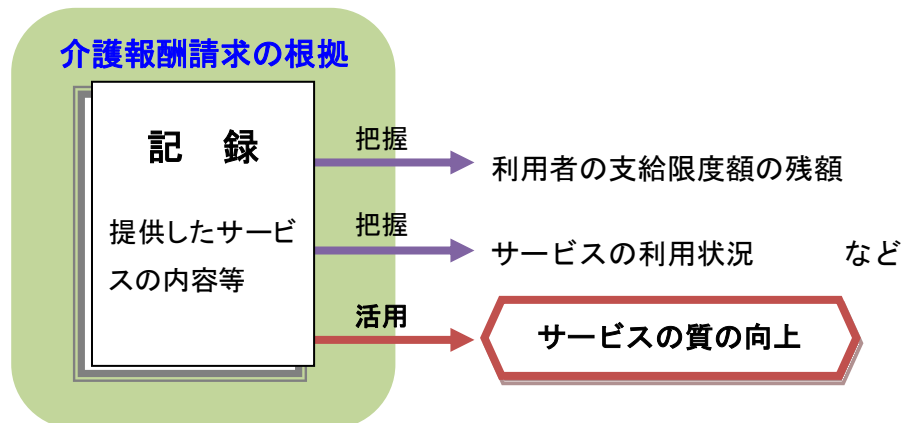 介護報酬請求の根拠
記　録
提供したサービ
スの内容等
把握
利用者の支給限度額の残額
把握
サービスの利用状況　　　など
活用
サービスの質の向上